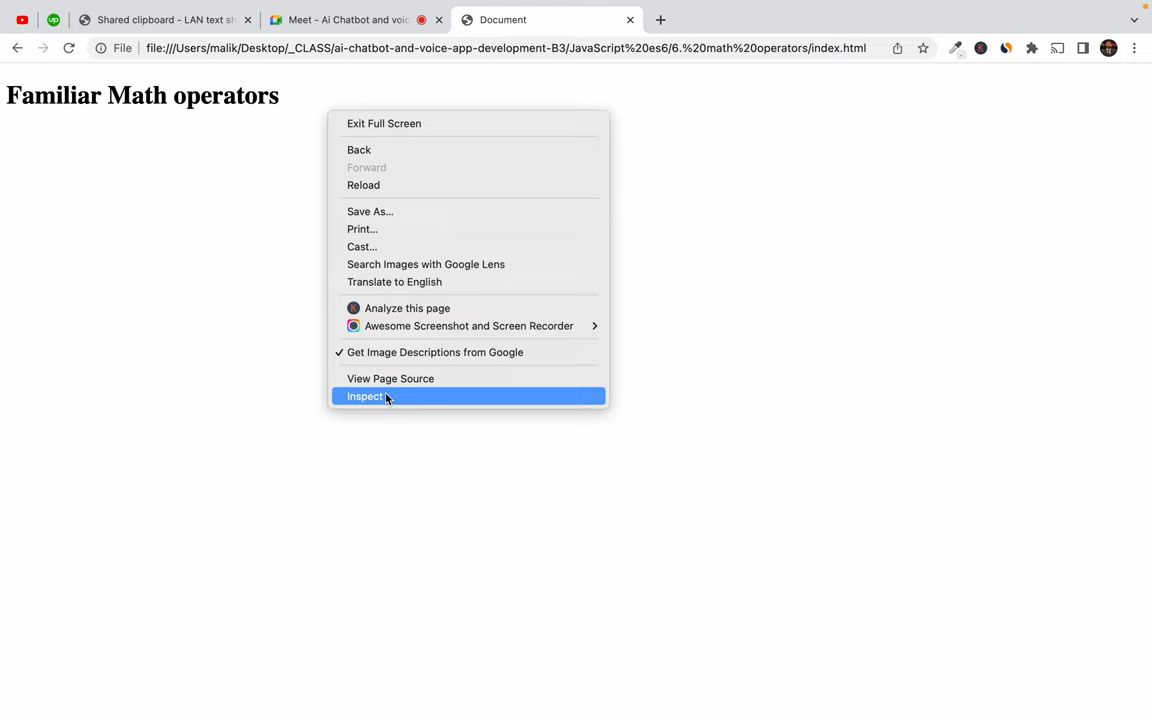 up
Shared clipboard - LAN text sh
Meet - Ai Chatbot and voic
Document
File
file:///Users/malik/Desktop/_CLASS/ai-chatbot-and-voice-app-development-B3/JavaScript%20es6/6.%20math%20operators/index.html
Familiar Math operators
Exit Full Screen
Back
Forward
Reload
Save As...
Print...
Cast...
Search Images with Google Lens
Translate to English
K Analyze this page
Awesome Screenshot and Screen Recorder
Get Image Descriptions from Google
View Page Source
Inspect